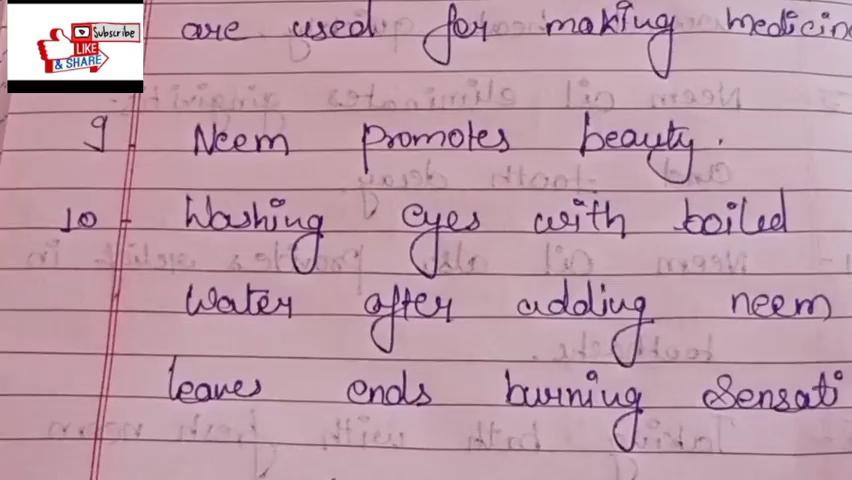 Subscribe
LIKE
& SHARE
are used for making medicin
9 Neem promotes beauty.
10 Washing eyes with boiled
water after adding neem
leaves ends burning Sensati